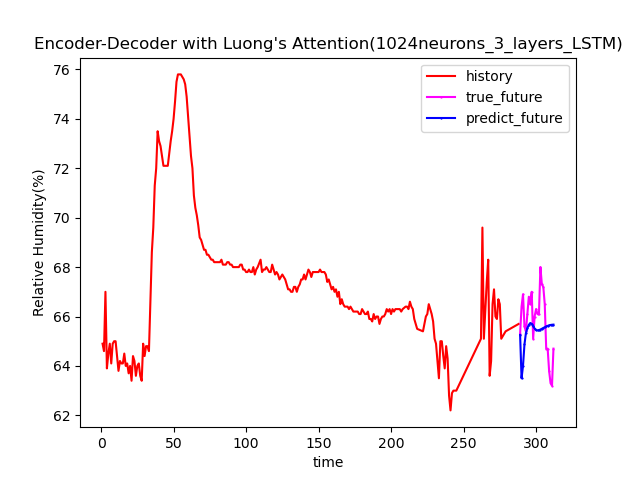 Encoder-Decoder with Luong's Attention(1024neurons_3_layers_LSTM)
history
true_future
predict_future
Relative Humidity(%)
76
74
72
70
68
66
64
62
0 50 100 150 200 250 300
time